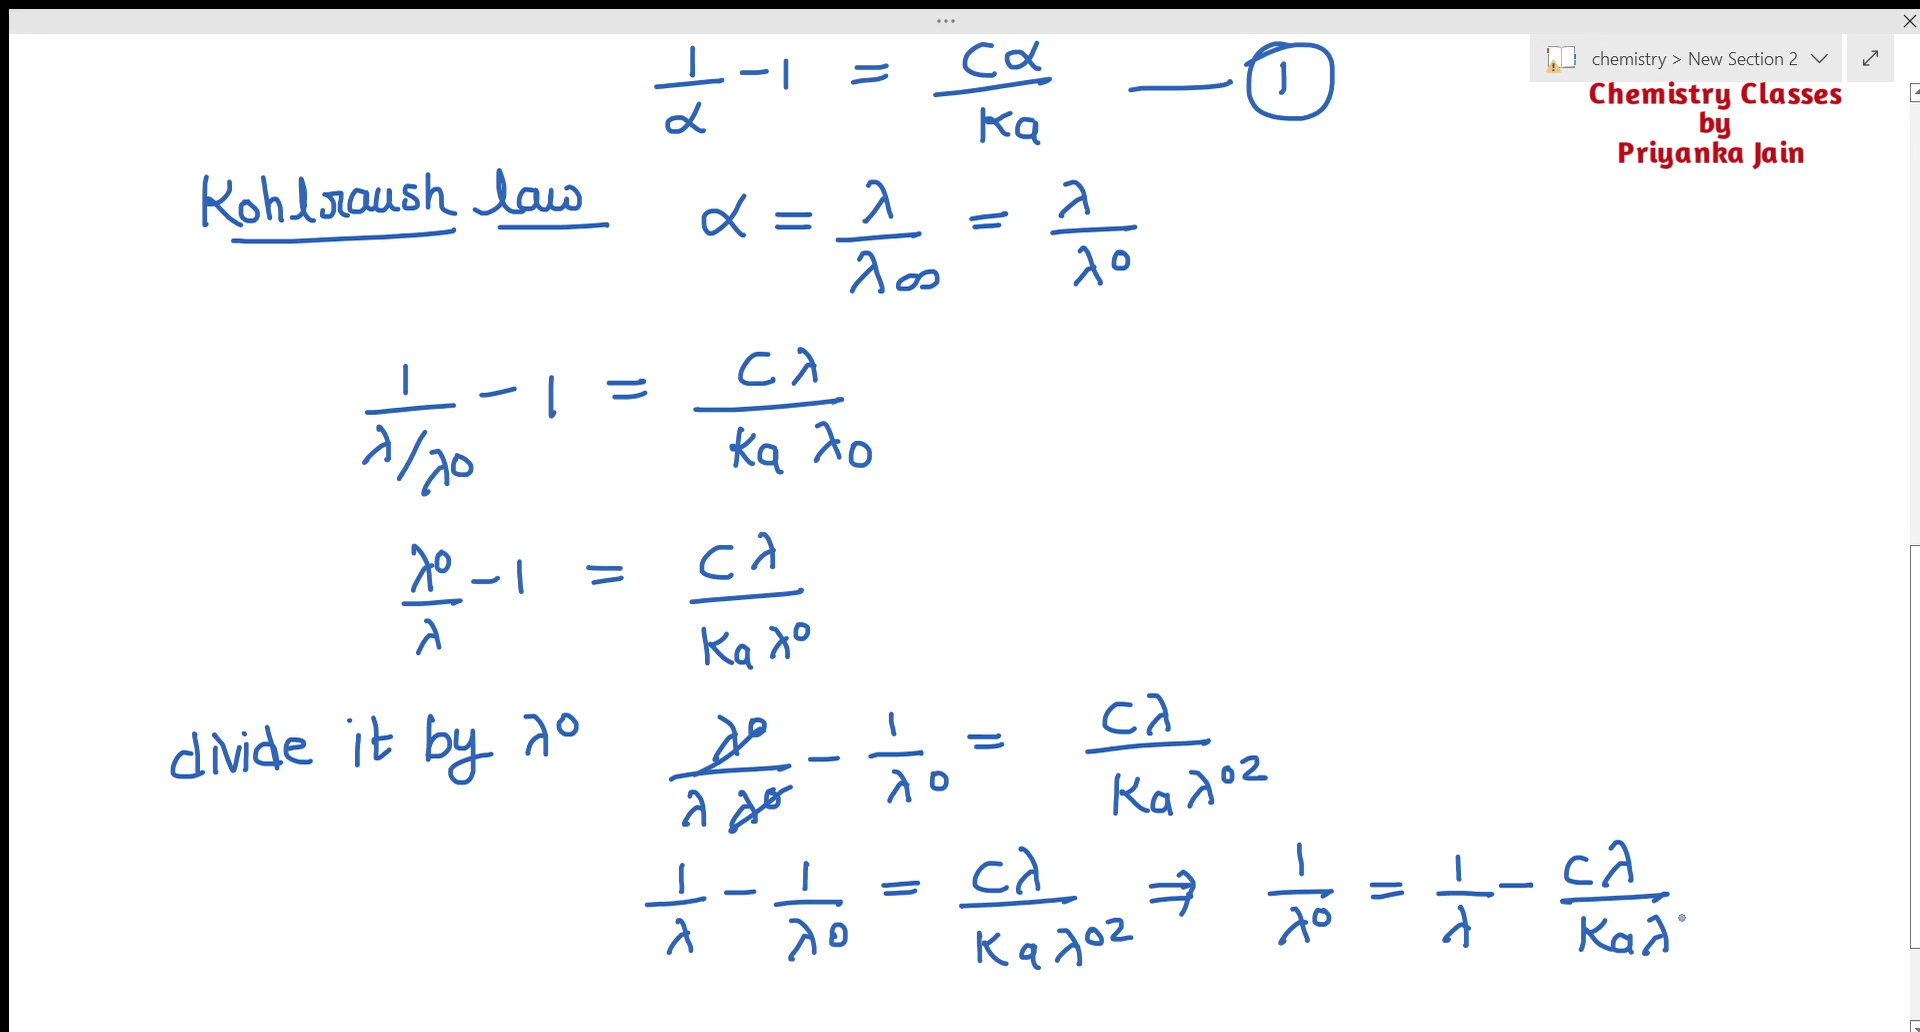 chemistry > New Section 2
Chemistry Classes
by
Priyanka Jain
1/α - 1 = Cα/Ka —— ①
Kohlraush law α = λ/λ∞ = λ/λ⁰
1/(λ/λ⁰) - 1 = Cλ/(Ka λ₀)
λ⁰/λ - 1 = Cλ/(Ka λ⁰)
divide it by λ⁰ λ⁰/(λ λ⁰) - 1/λ⁰ = Cλ/(Ka λ⁰²)
1/λ - 1/λ⁰ = Cλ/(Ka λ⁰²) ⇒ 1/λ⁰ = 1/λ - Cλ/(Ka λ